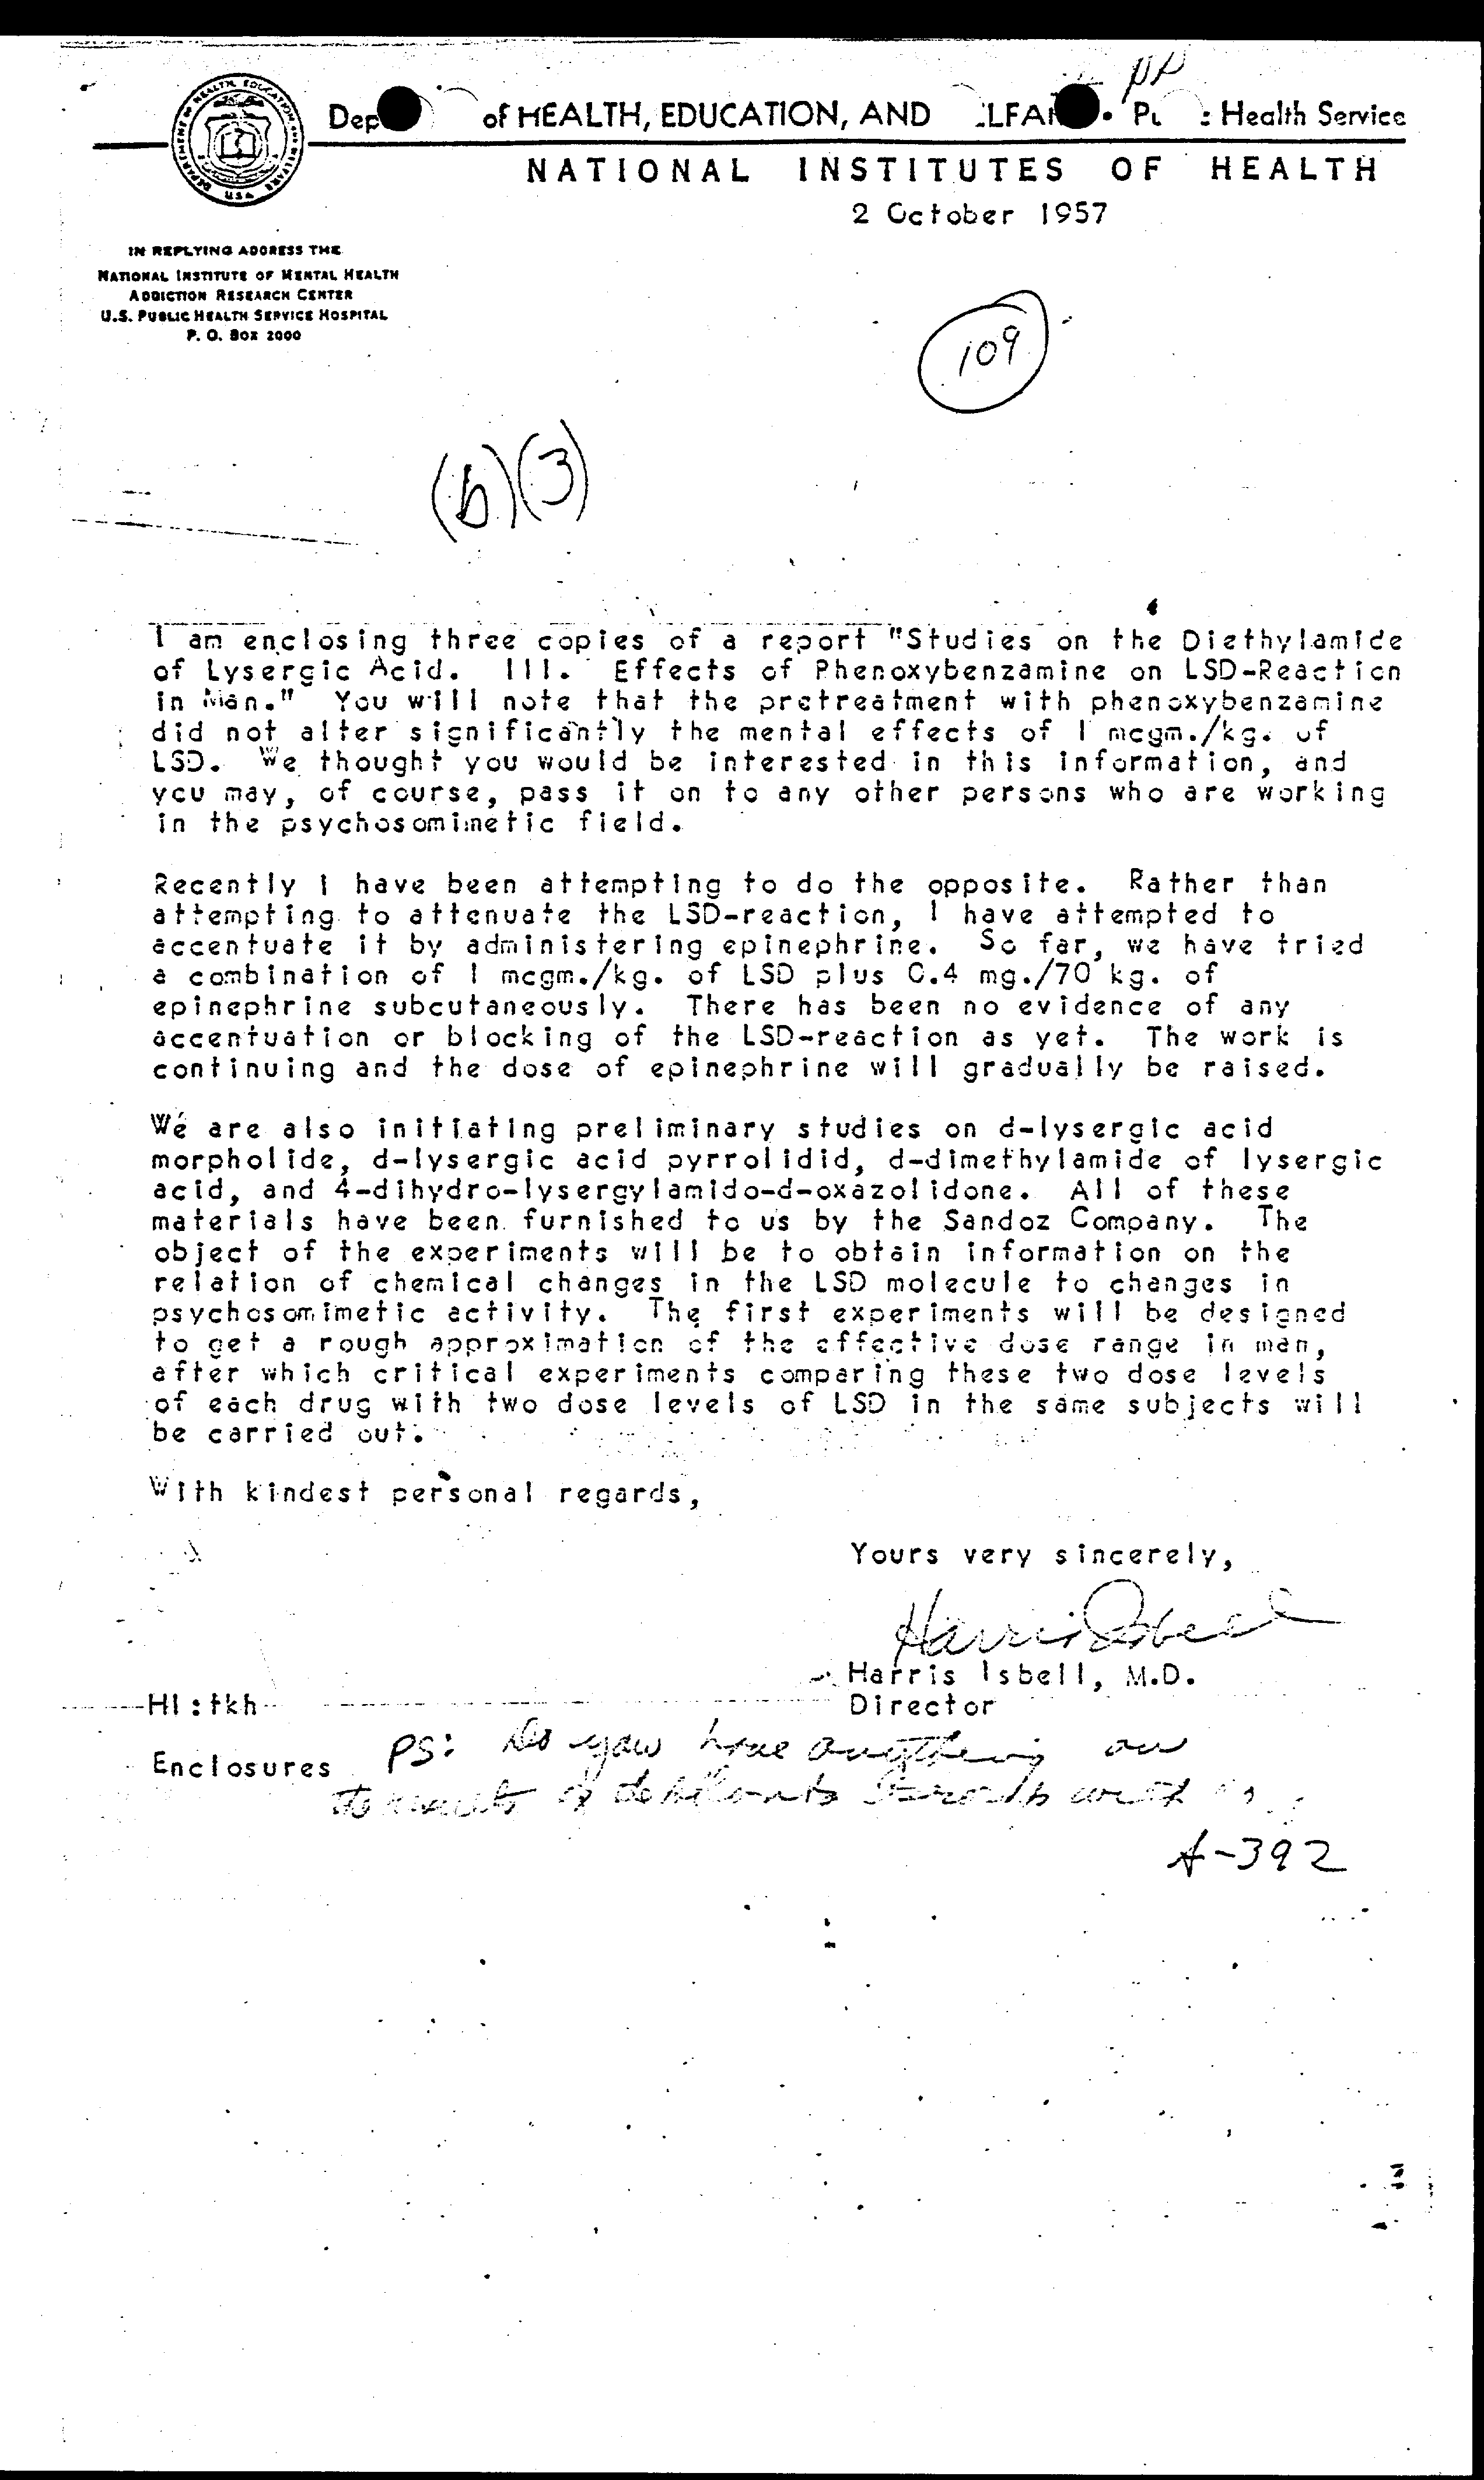 of HEALTH, EDUCATION, AND Health Service
NATIONAL INSTITUTES OF HEALTH
2 October 1957
IN REPLYING ADDRESS THE
NATIONAL INSTITUTE OF MENTAL HEALTH
ADDICTION RESEARCH CENTER
U.S. PUBLIC HEALTH SERVICE HOSPITAL
P. O. BOX 2000
109
(b)(3)
I am enclosing three copies of a report "Studies on the Diethylamide
of Lysergic Acid. III. Effects of Phenoxybenzamine on LSD-Reaction
in Man." You will note that the pretreatment with phenoxybenzamine
did not alter significantly the mental effects of 1 mcgm./kg. of
LSD. We thought you would be interested in this information, and
you may, of course, pass it on to any other persons who are working
in the psychosomimetic field.
Recently I have been attempting to do the opposite. Rather than
attempting to attenuate the LSD-reaction, I have attempted to
accentuate it by administering epinephrine. So far, we have tried
a combination of 1 mcgm./kg. of LSD plus 0.4 mg./70 kg. of
epinephrine subcutaneously. There has been no evidence of any
accentuation or blocking of the LSD-reaction as yet. The work is
continuing and the dose of epinephrine will gradually be raised.
We are also initiating preliminary studies on d-lysergic acid
morpholide, d-lysergic acid pyrrolidid, d-dimethylamide of lysergic
acid, and 4-dihydro-lysergylamido-d-oxazolidone. All of these
materials have been furnished to us by the Sandoz Company. The
object of the experiments will be to obtain information on the
relation of chemical changes in the LSD molecule to changes in
psychosomimetic activity. The first experiments will be designed
to get a rough approximation of the effective dose range in man,
after which critical experiments comparing these two dose levels
of each drug with two dose levels of LSD in the same subjects will
be carried out.
With kindest personal regards,
Yours very sincerely,
Harris Isbell
Harris Isbell, M.D.
Director
HI:tkh
Enclosures
PS: Do you have anything on
of
A-392